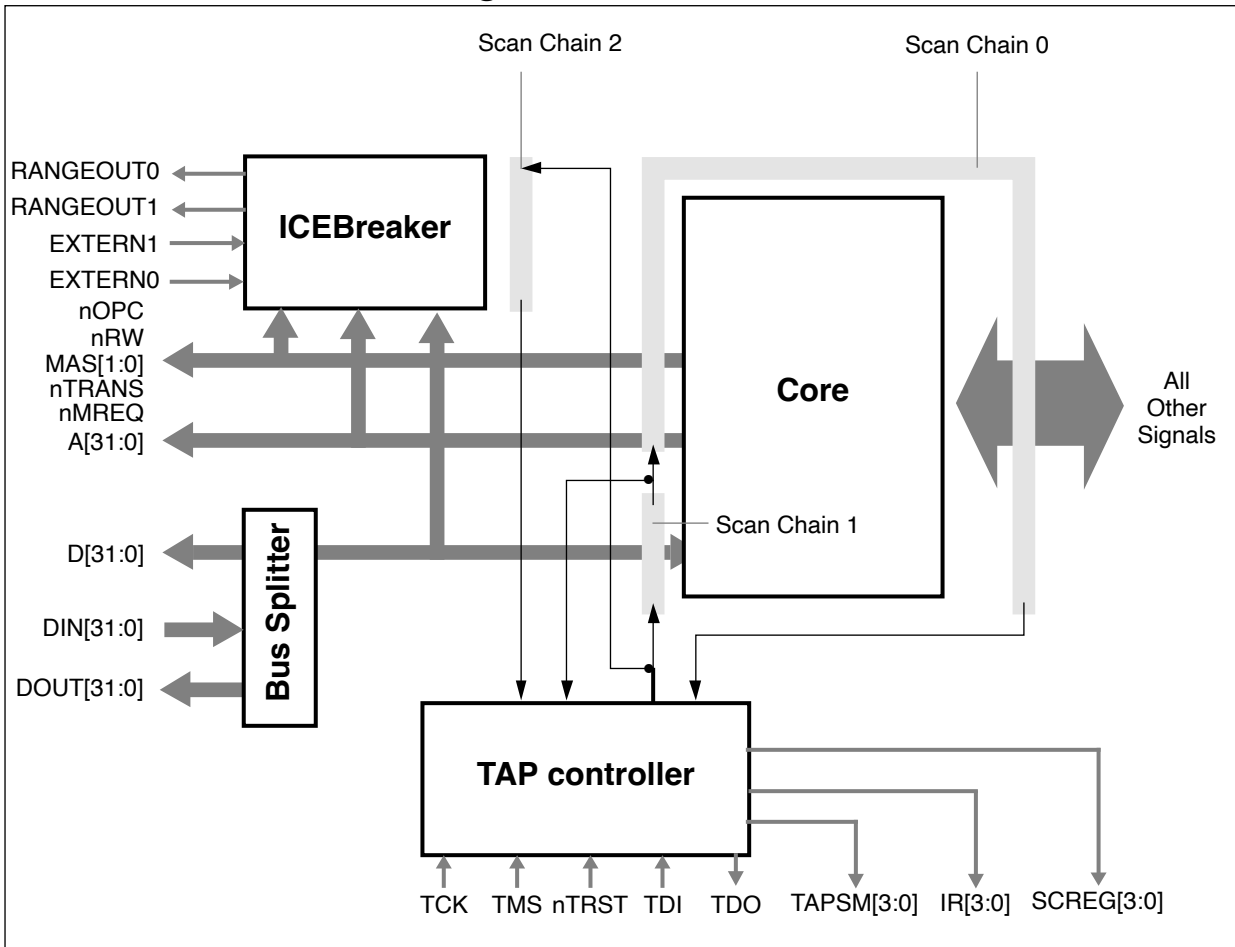 Scan Chain 2
Scan Chain 0
RANGEOUT0
RANGEOUT1
EXTERN1
EXTERN0
nOPC
nRW
MAS[1:0]
nTRANS
nMREQ
A[31:0]
ICEBreaker
Core
All
Other
Signals
Scan Chain 1
D[31:0]
DIN[31:0]
DOUT[31:0]
Bus Splitter
TAP controller
TCK
TMS
nTRST
TDI
TDO
TAPSM[3:0]
IR[3:0]
SCREG[3:0]